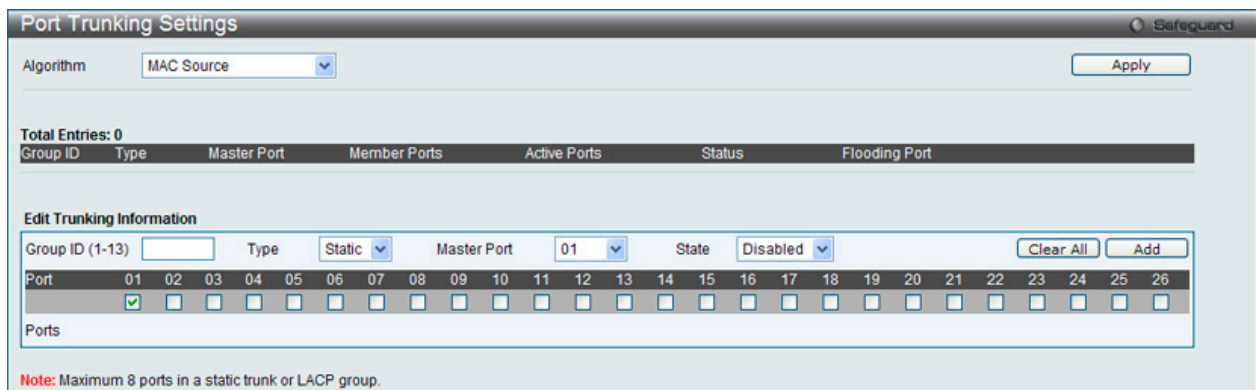 Port Trunking Settings Safeguard
Algorithm MAC Source Apply
Total Entries: 0
Group ID Type Master Port Member Ports Active Ports Status Flooding Port
Edit Trunking Information
Group ID (1-13) Type Static Master Port 01 State Disabled Clear All Add
Port 01 02 03 04 05 06 07 08 09 10 11 12 13 14 15 16 17 18 19 20 21 22 23 24 25 26
Ports
Note: Maximum 8 ports in a static trunk or LACP group.